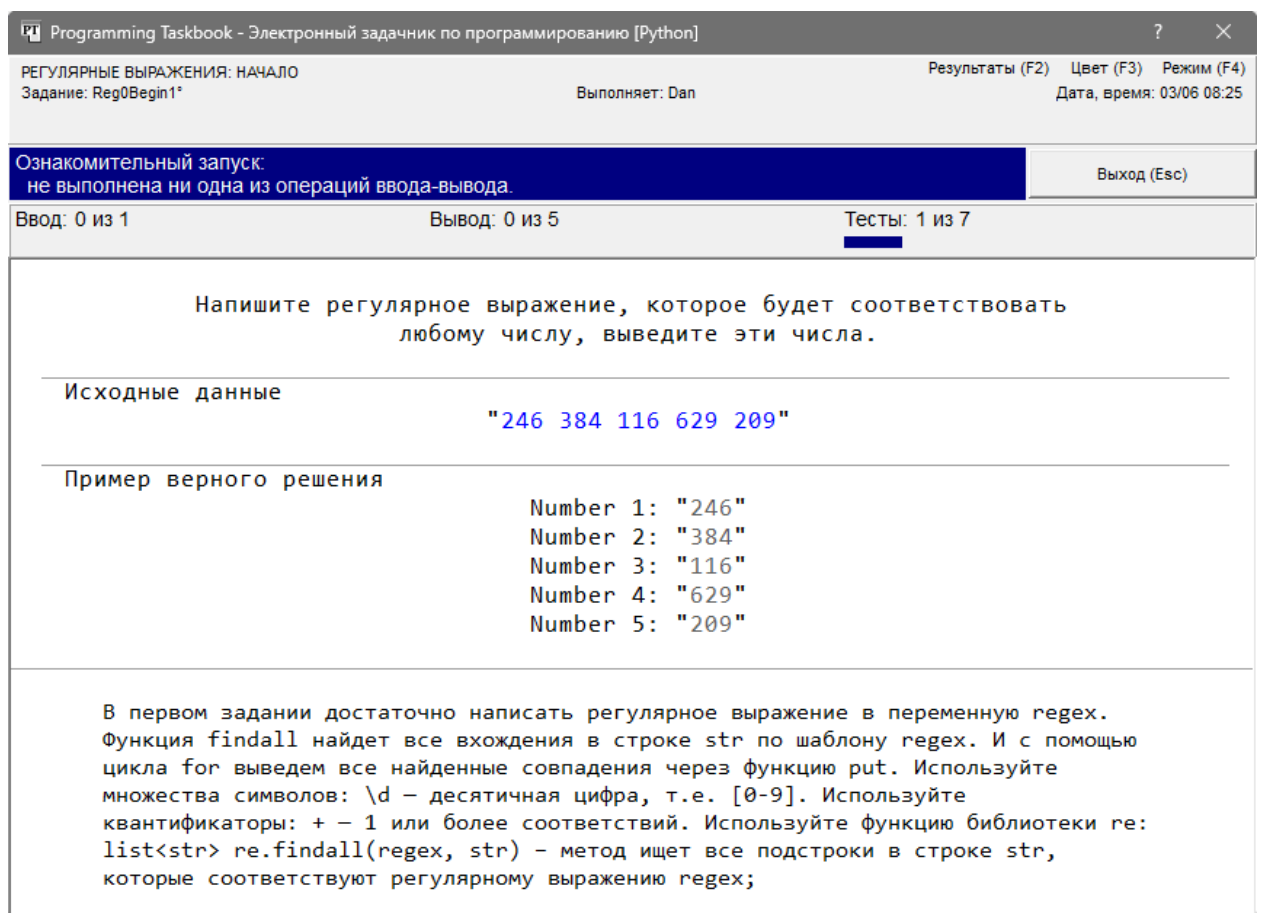 Programming Taskbook - Электронный задачник по программированию [Python]
РЕГУЛЯРНЫЕ ВЫРАЖЕНИЯ: НАЧАЛО
Результаты (F2) Цвет (F3) Режим (F4)
Задание: Reg0Begin1°
Выполняет: Dan
Дата, время: 03/06 08:25
Ознакомительный запуск:
не выполнена ни одна из операций ввода-вывода.
Выход (Esc)
Ввод: 0 из 1
Вывод: 0 из 5
Тесты: 1 из 7
Напишите регулярное выражение, которое будет соответствовать
любому числу, выведите эти числа.
Исходные данные
"246 384 116 629 209"
Пример верного решения
Number 1: "246"
Number 2: "384"
Number 3: "116"
Number 4: "629"
Number 5: "209"
В первом задании достаточно написать регулярное выражение в переменную regex.
Функция findall найдет все вхождения в строке str по шаблону regex. И с помощью
цикла for выведем все найденные совпадения через функцию put. Используйте
множества символов: \d — десятичная цифра, т.е. [0-9]. Используйте
квантификаторы: + — 1 или более соответствий. Используйте функцию библиотеки re:
list<str> re.findall(regex, str) – метод ищет все подстроки в строке str,
которые соответствуют регулярному выражению regex;